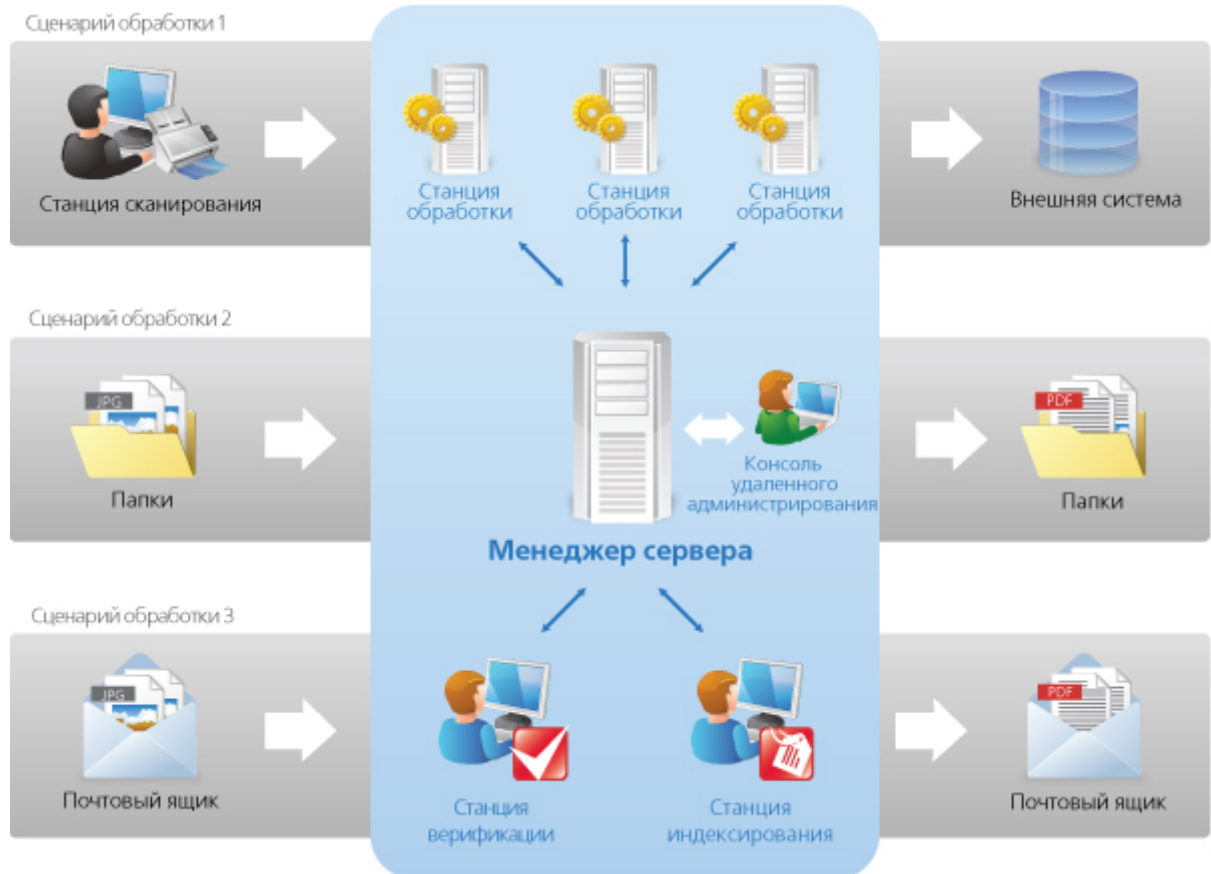 Сценарий обработки 1
Станция сканирования
Станция
обработки
Станция
обработки
Станция
обработки
Внешняя система
Сценарий обработки 2
JPG
Папки
Менеджер сервера
Консоль
удаленного
администрирования
PDF
Папки
Сценарий обработки 3
JPG
Почтовый ящик
Станция
верификации
Станция
индексирования
PDF
Почтовый ящик